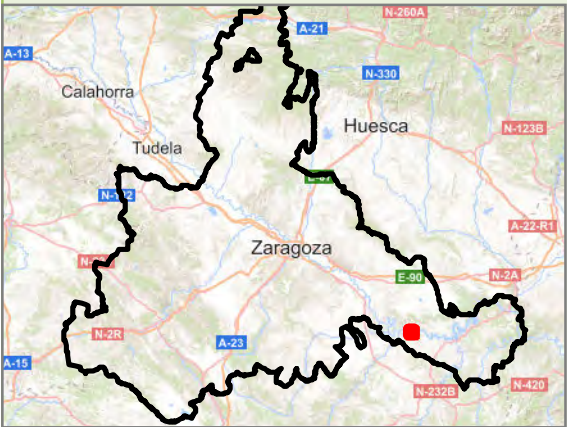 N-260A
A-21
A-13
N-330
Calahorra
Huesca
N-123B
Tudela
A-22-R1
Zaragoza
E-90
N-2A
N-2R
A-23
A-15
N-232B
N-420